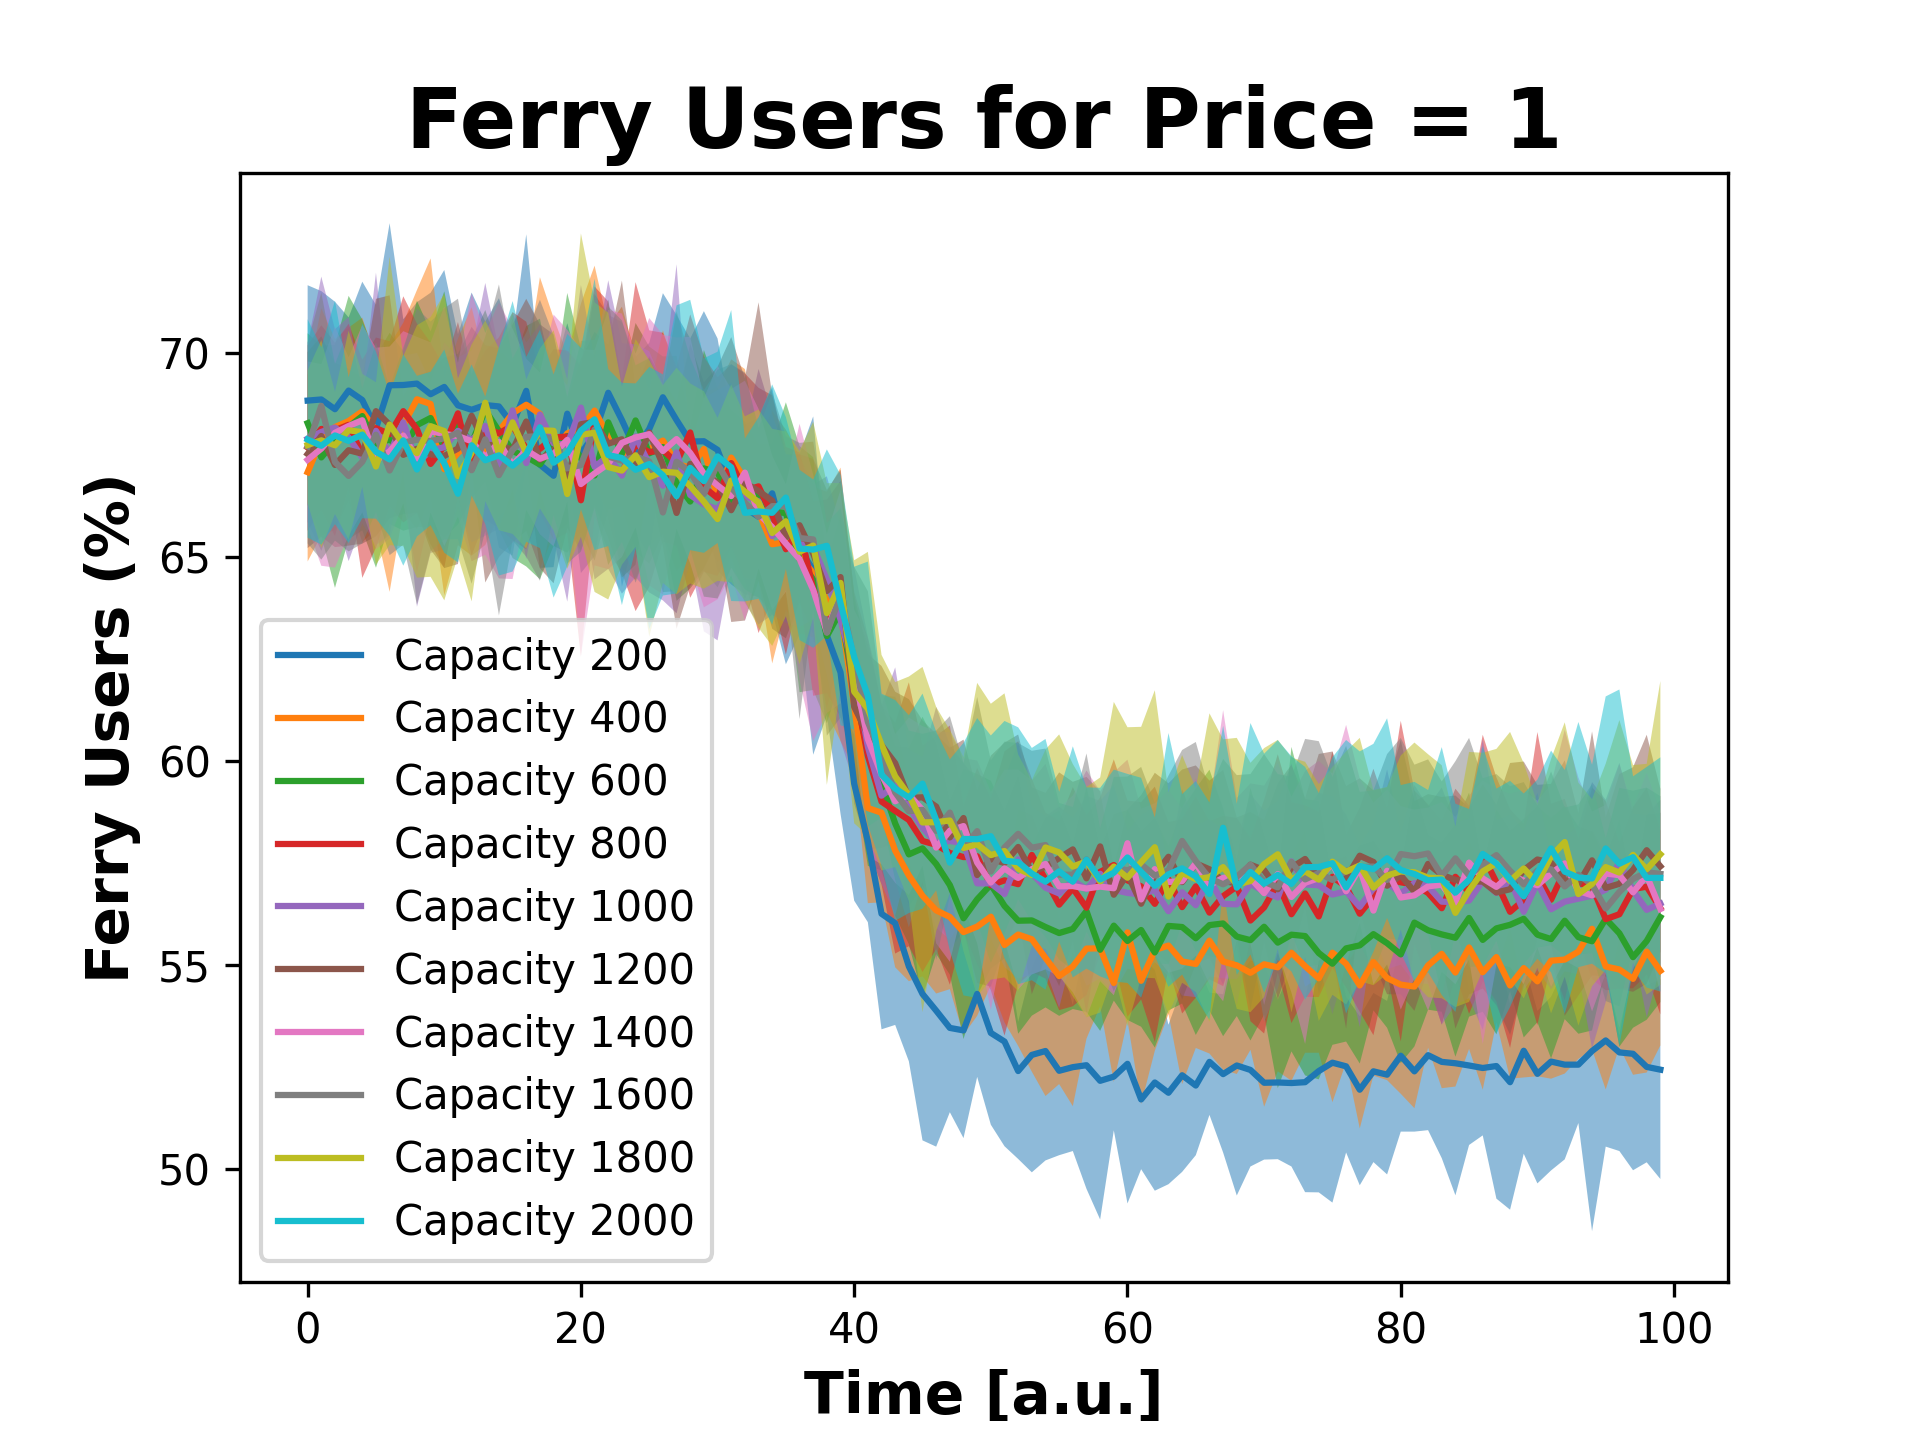 Ferry Users for Price = 1
Ferry Users (%)
70
65
60
55
50
Capacity 200
Capacity 400
Capacity 600
Capacity 800
Capacity 1000
Capacity 1200
Capacity 1400
Capacity 1600
Capacity 1800
Capacity 2000
0 20 40 60 80 100
Time [a.u.]